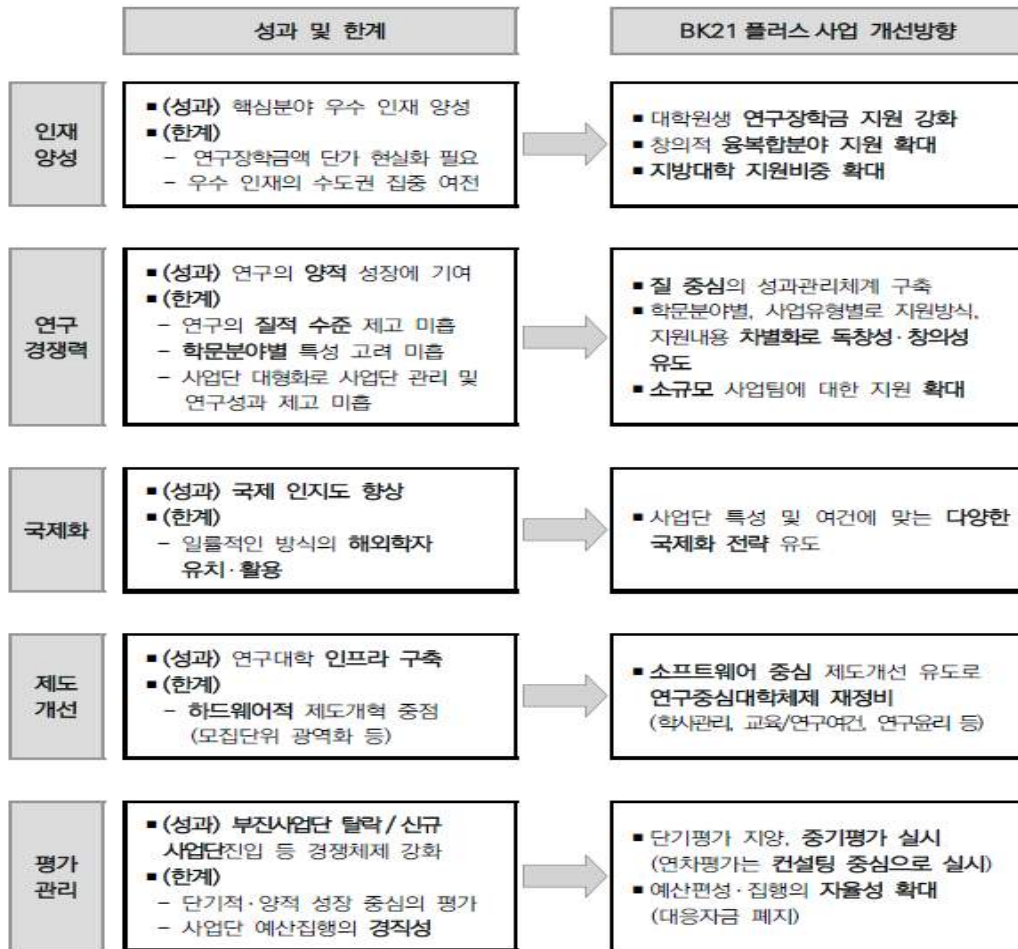 성과 및 한계
BK21 플러스 사업 개선방향
인재
양성
▪ (성과) 핵심분야 우수 인재 양성
▪ (한계)
– 연구장학금액 단가 현실화 필요
– 우수 인재의 수도권 집중 여전
▪ 대학원생 연구장학금 지원 강화
▪ 창의적 융복합분야 지원 확대
▪ 지방대학 지원비중 확대
연구
경쟁력
▪ (성과) 연구의 양적 성장에 기여
▪ (한계)
– 연구의 질적 수준 제고 미흡
– 학문분야별 특성 고려 미흡
– 사업단 대형화로 사업단 관리 및
연구성과 제고 미흡
▪ 질 중심의 성과관리체계 구축
▪ 학문분야별, 사업유형별로 지원방식,
지원내용 차별화로 독창성·창의성
유도
▪ 소규모 사업팀에 대한 지원 확대
국제화
▪ (성과) 국제 인지도 향상
▪ (한계)
– 일률적인 방식의 해외학자
유치·활용
▪ 사업단 특성 및 여건에 맞는 다양한
국제화 전략 유도
제도
개선
▪ (성과) 연구대학 인프라 구축
▪ (한계)
– 하드웨어적 제도개혁 중점
(모집단위 광역화 등)
▪ 소프트웨어 중심 제도개선 유도로
연구중심대학체제 재정비
(학사관리, 교육/연구여건, 연구윤리 등)
평가
관리
▪ (성과) 부진사업단 탈락 / 신규
사업단진입 등 경쟁체제 강화
▪ (한계)
– 단기적·양적 성장 중심의 평가
– 사업단 예산집행의 경직성
▪ 단기평가 지양, 중기평가 실시
(연차평가는 컨설팅 중심으로 실시)
▪ 예산편성·집행의 자율성 확대
(대응자금 폐지)